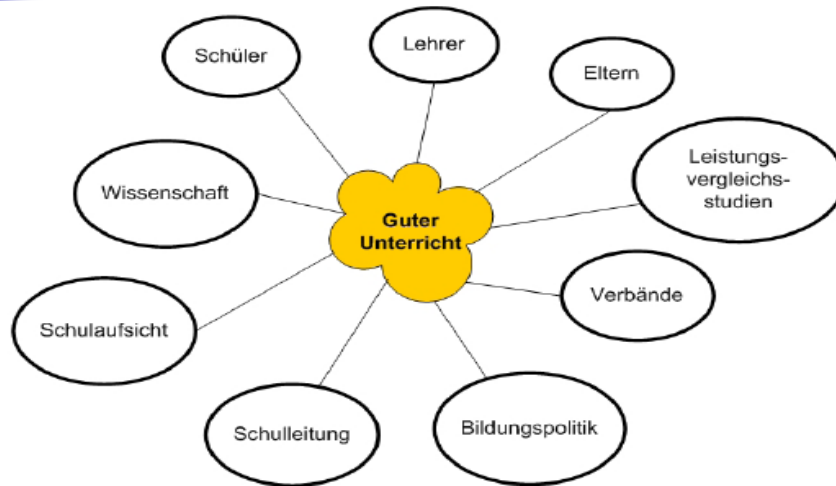 Schüler
Lehrer
Eltern
Leistungs-
vergleichs-
studien
Wissenschaft
Guter
Unterricht
Verbände
Schulaufsicht
Schulleitung
Bildungspolitik